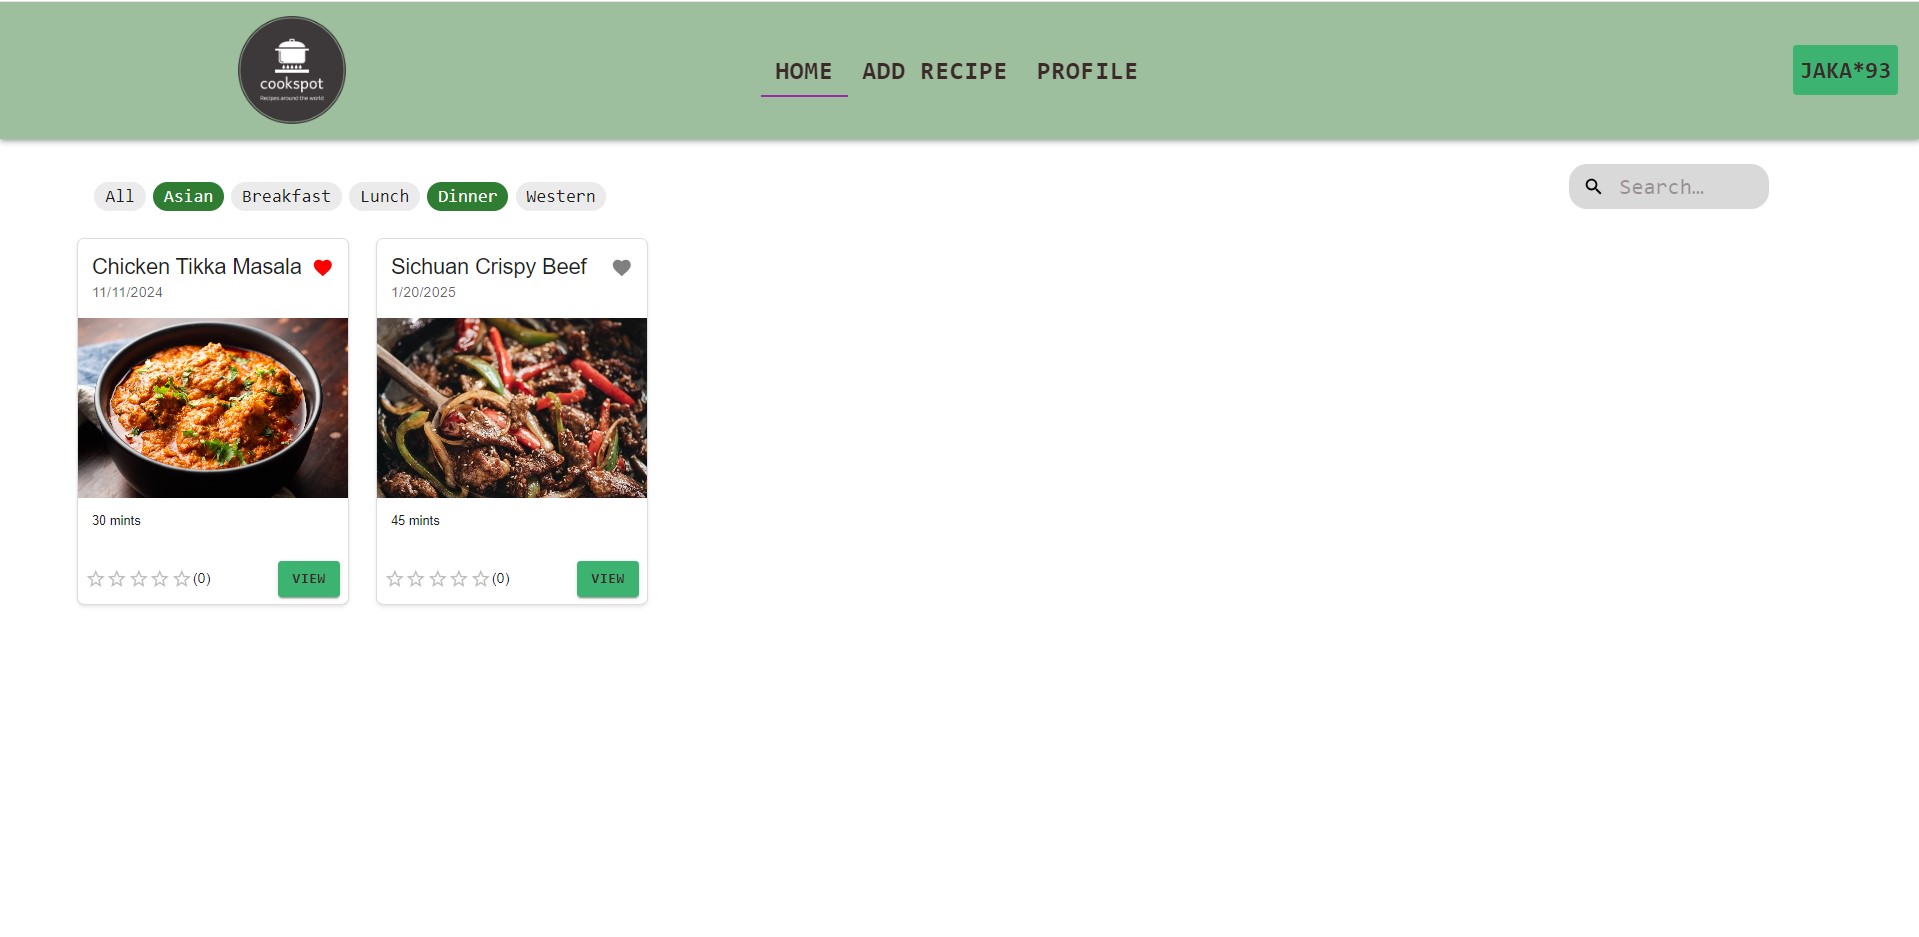 cookspot
Recipes around the world
HOME ADD RECIPE PROFILE
JAKA*93
All Asian Breakfast Lunch Dinner Western
Search…
Chicken Tikka Masala
11/11/2024
30 mints
(0) VIEW
Sichuan Crispy Beef
1/20/2025
45 mints
(0) VIEW